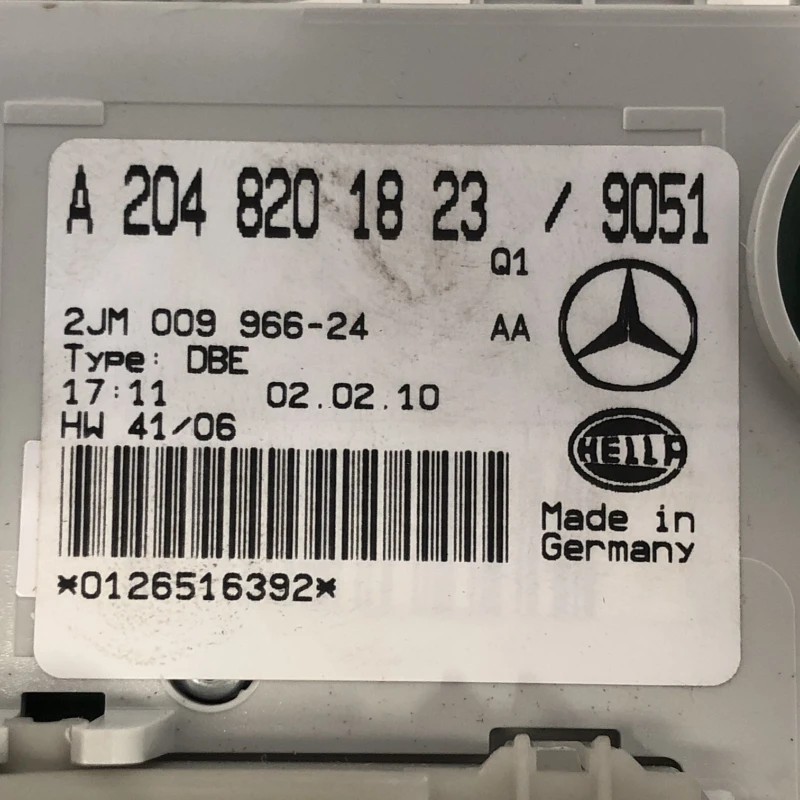 A 204 820 18 23 / 9051
Q1
2JM 009 966-24 AA
Type: DBE
17:11 02.02.10
HW 41/06
HELLA
Made in
Germany
*0126516392*